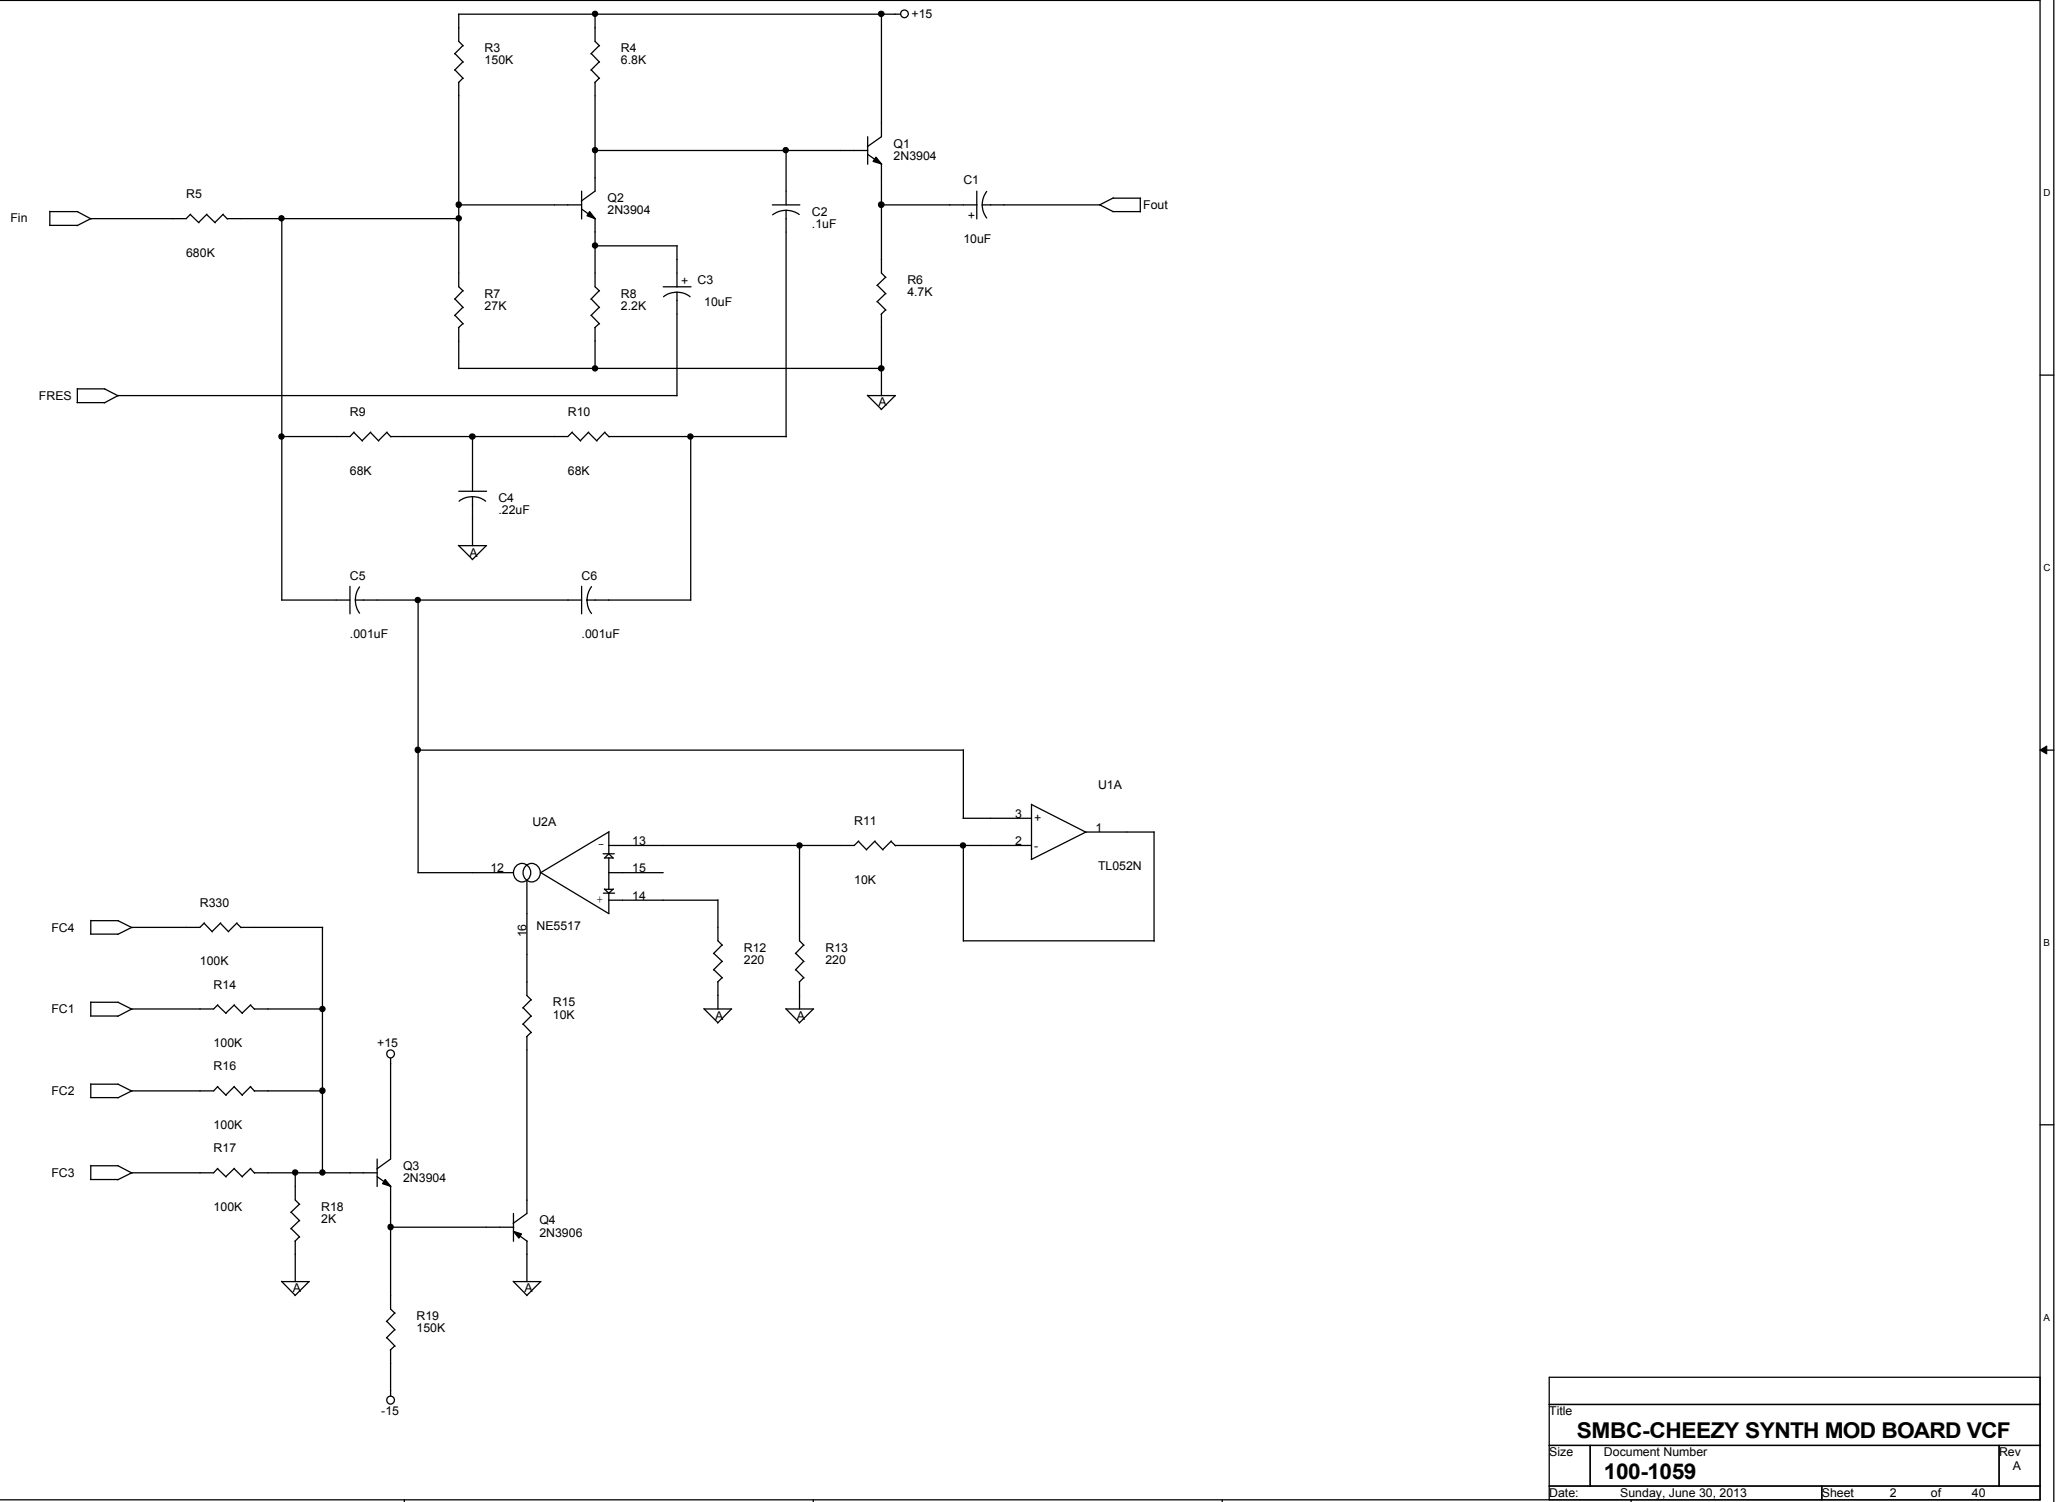 +15
R3
150K
R4
6.8K
Q1
2N3904
C1
+
10uF
Fout
R5
680K
Fin
Q2
2N3904
C2
.1uF
D
R7
27K
R8
2.2K
+
C3
10uF
R6
4.7K
A
FRES
R9
68K
R10
68K
C4
.22uF
A
C5
.001uF
C6
.001uF
C
U1A
3
+
2
-
1
TL052N
U2A
13
-
15
14
+
12
16
NE5517
R11
10K
R12
220
A
R13
220
A
R330
FC4
100K
R14
FC1
100K
R16
FC2
100K
R17
FC3
100K
B
R15
10K
+15
Q3
2N3904
R18
2K
A
Q4
2N3906
A
R19
150K
-15
A
Title
SMBC-CHEEZY SYNTH MOD BOARD VCF
Size
Document Number
Rev
100-1059
A
Date:
Sunday, June 30, 2013
Sheet
2
of
40